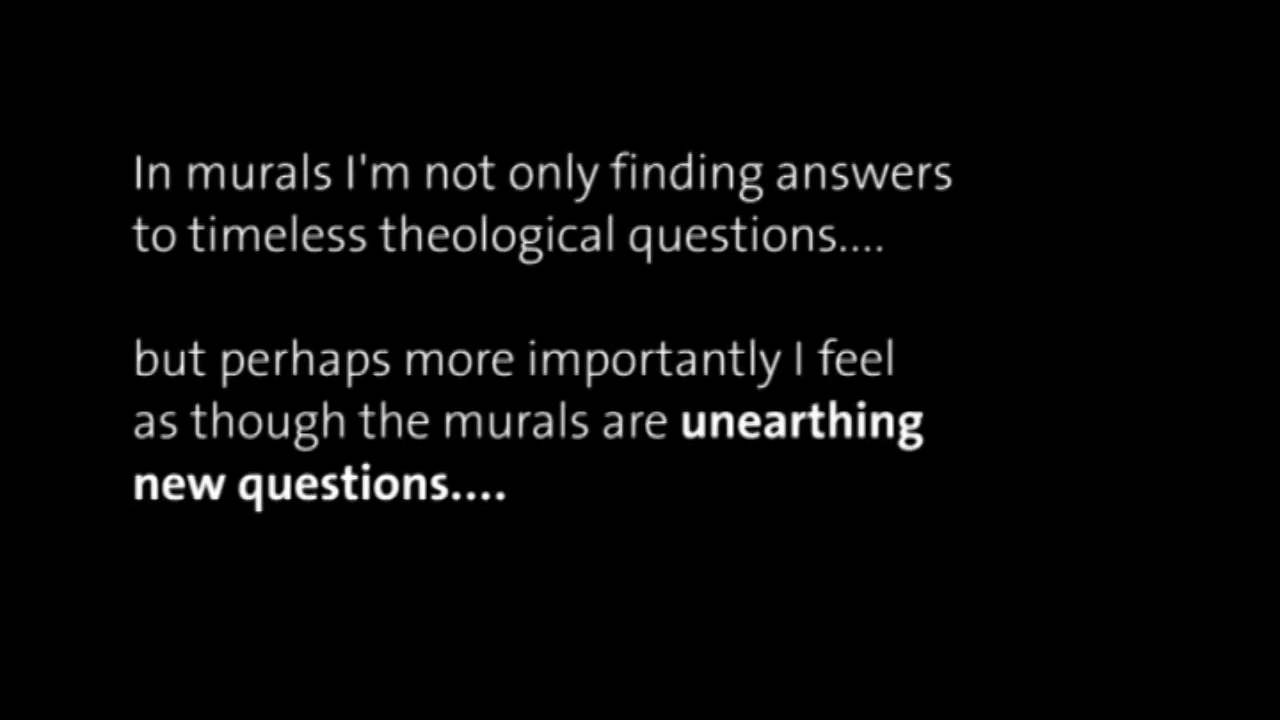 In murals I'm not only finding answers
to timeless theological questions....
but perhaps more importantly I feel
as though the murals are unearthing
new questions....